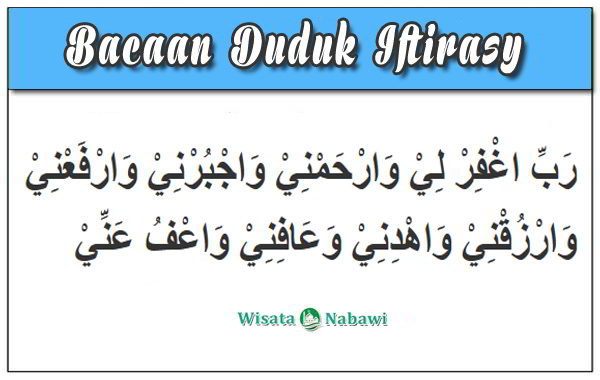 Bacaan Duduk Iftirasy
رَبِّ اغْفِرْ لِيْ وَارْحَمْنِيْ وَاجْبُرْنِيْ وَارْفَعْنِيْ
وَارْزُقْنِيْ وَاهْدِنِيْ وَعَافِنِيْ وَاعْفُ عَنِّيْ
Wisata Nabawi